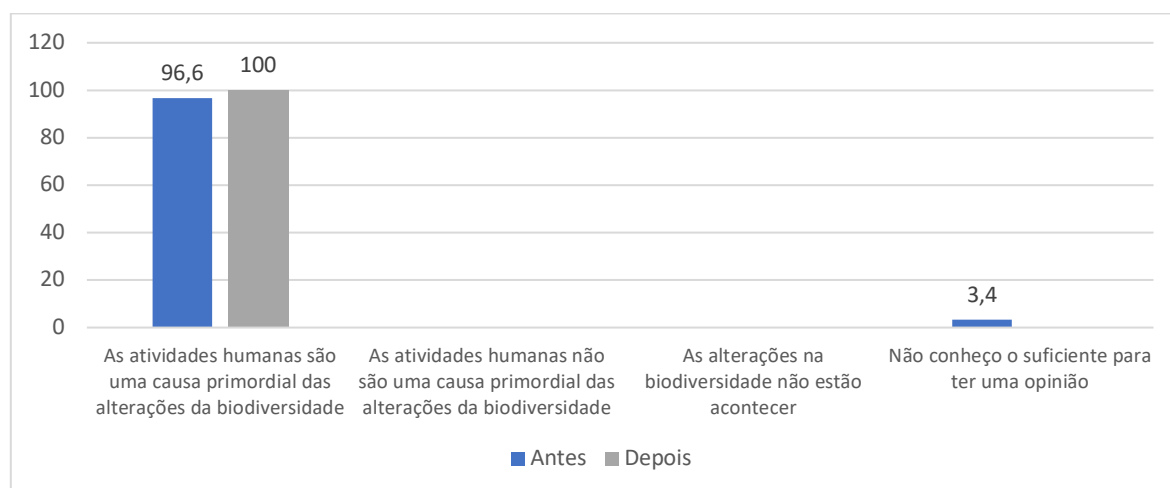 120
100
80
60
40
20
0
96,6
100
3,4
As atividades humanas são
uma causa primordial das
alterações da biodiversidade
As atividades humanas não
são uma causa primordial das
alterações da biodiversidade
As alterações na
biodiversidade não estão
acontecer
Não conheço o suficiente para
ter uma opinião
Antes
Depois